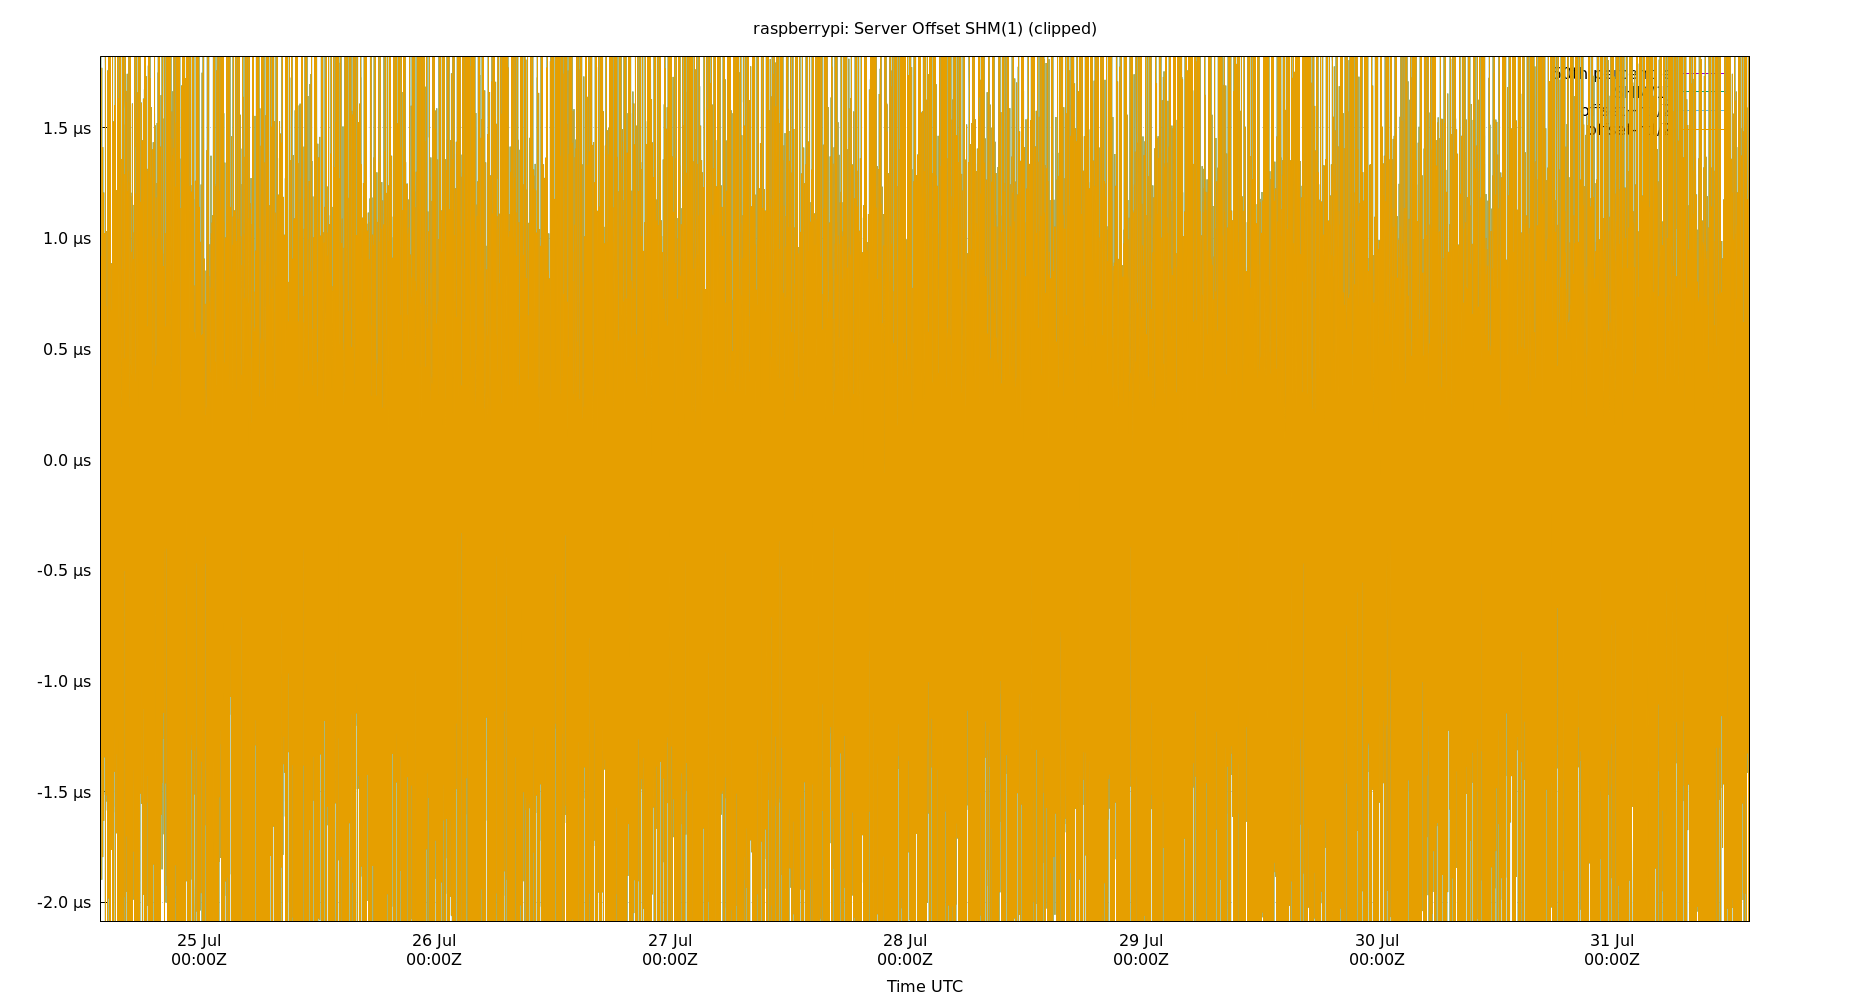 raspberrypi: Server Offset SHM(1) (clipped)
1.5 µs
1.0 µs
0.5 µs
0.0 µs
-0.5 µs
-1.0 µs
-1.5 µs
-2.0 µs
25 Jul 26 Jul 27 Jul 28 Jul 29 Jul 30 Jul 31 Jul
00:00Z 00:00Z 00:00Z 00:00Z 00:00Z 00:00Z 00:00Z
Time UTC